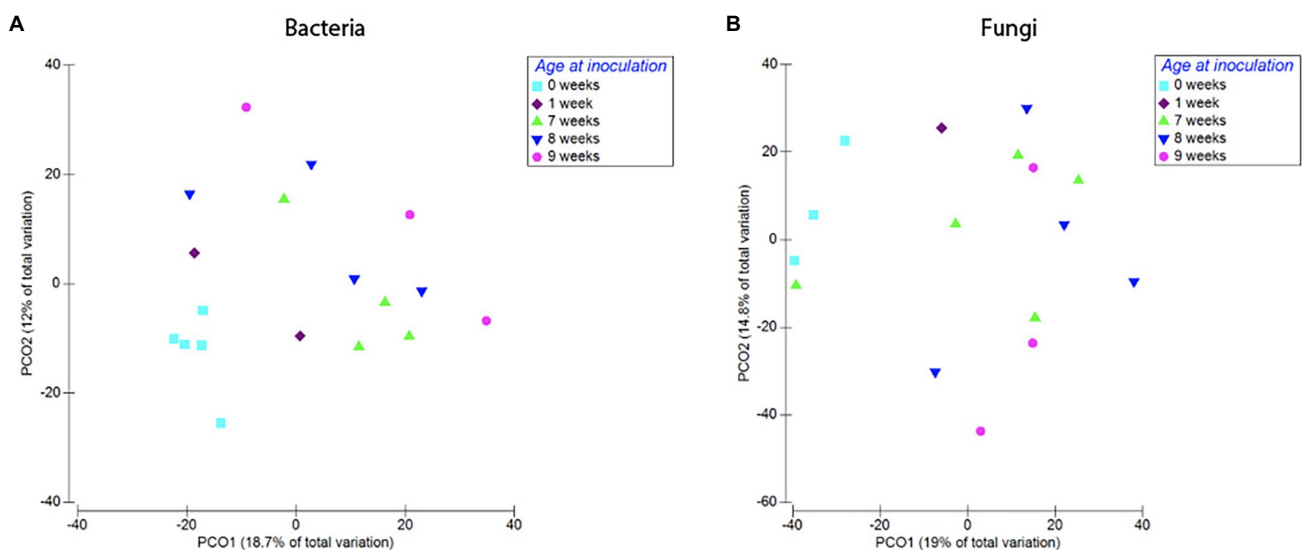 A
Bacteria
40
20
0
-20
-40
PCO2 (12% of total variation)
-40
-20
0
20
40
PCO1 (18.7% of total variation)
Age at inoculation
0 weeks
1 week
7 weeks
8 weeks
9 weeks
B
Fungi
40
20
0
-20
-40
-60
PCO2 (14.8% of total variation)
-40
-20
0
20
40
PCO1 (19% of total variation)
Age at inoculation
0 weeks
1 week
7 weeks
8 weeks
9 weeks